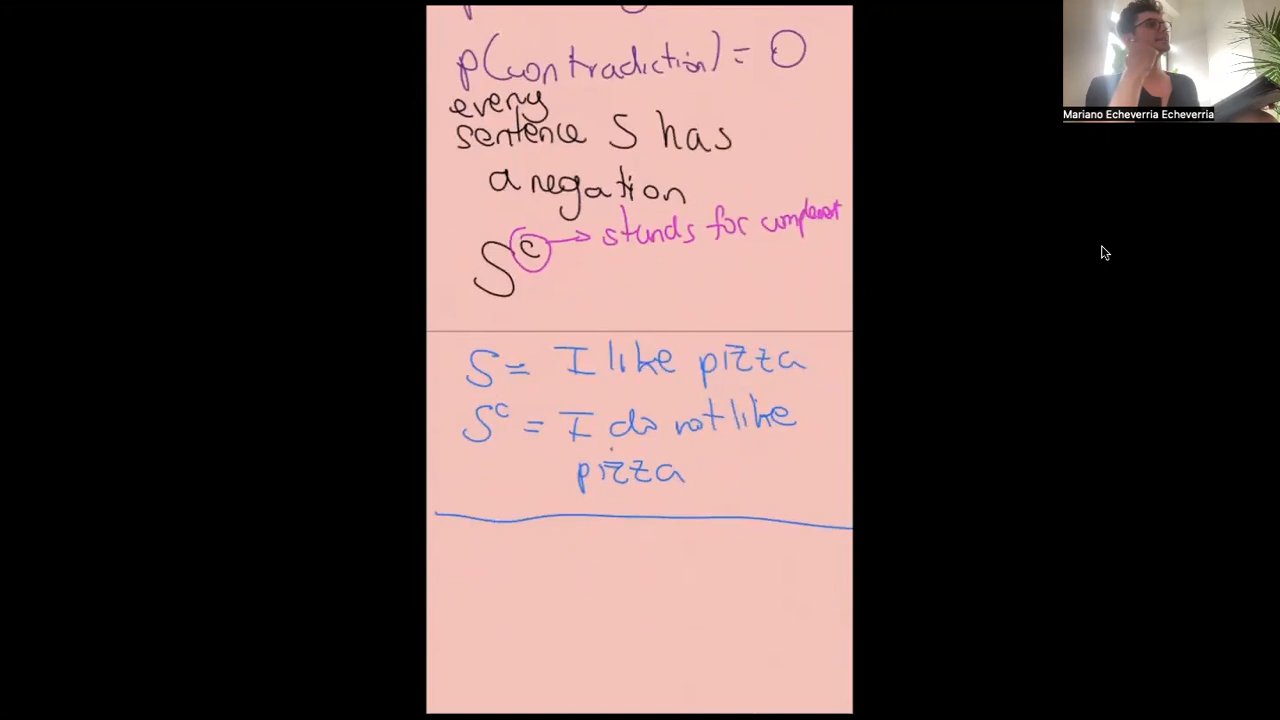 p(contradiction) = 0
every
sentence S has
a negation
S^c → stands for complement
S = I like pizza
S^c = I do not like
pizza
Mariano Echeverria Echeverria